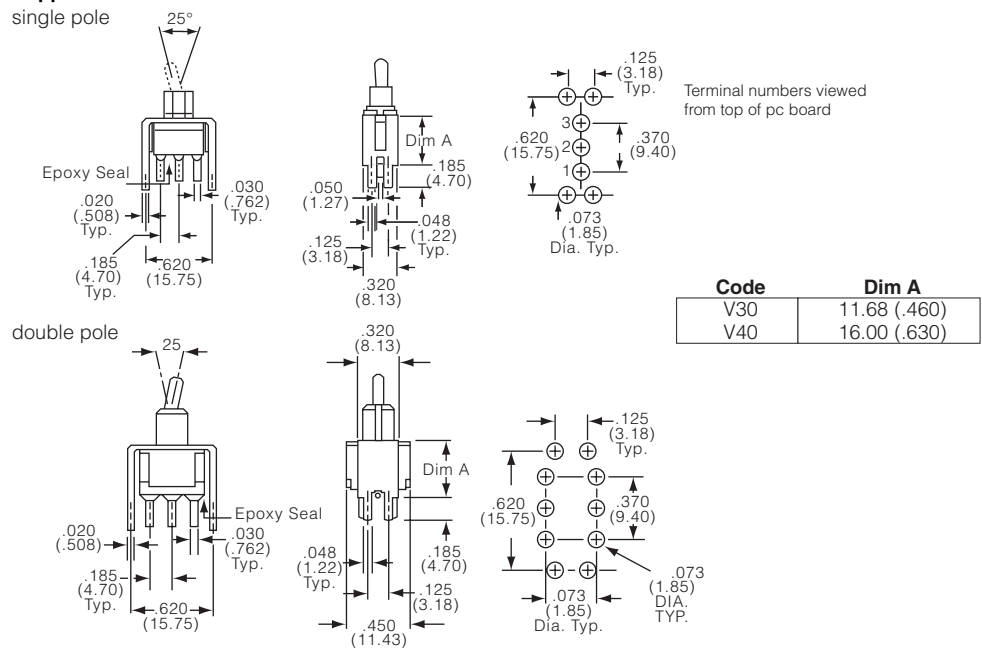 single pole
25°
Epoxy Seal
.020
(.508)
Typ.
.030
(.762)
Typ.
.185
(4.70)
Typ.
.620
(15.75)
Dim A
.185
(4.70)
.050
(1.27)
.048
(1.22)
Typ.
.125
(3.18)
.320
(8.13)
.125
(3.18)
Typ.
.620
(15.75)
3
2
1
.370
(9.40)
.073
(1.85)
Dia. Typ.
Terminal numbers viewed
from top of pc board
Code Dim A
V30 11.68 (.460)
V40 16.00 (.630)
double pole
25
Epoxy Seal
.020
(.508)
.030
(.762)
Typ.
.185
(4.70)
Typ.
.620
(15.75)
.320
(8.13)
Dim A
.048
(1.22)
Typ.
.185
(4.70)
.125
(3.18)
.450
(11.43)
.125
(3.18)
Typ.
.620
(15.75)
.370
(9.40)
.073
(1.85)
Dia. Typ.
.073
(1.85)
DIA.
TYP.